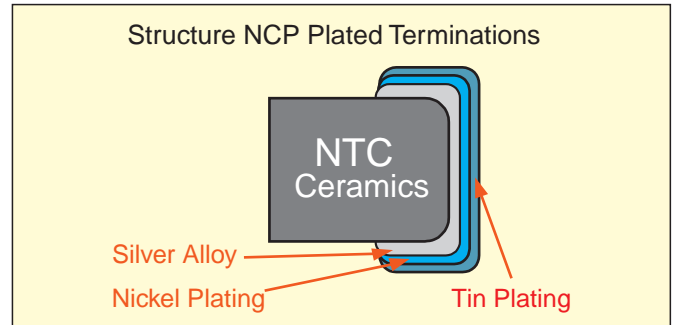 Structure NCP Plated Terminations
NTC
Ceramics
Silver Alloy
Nickel Plating
Tin Plating